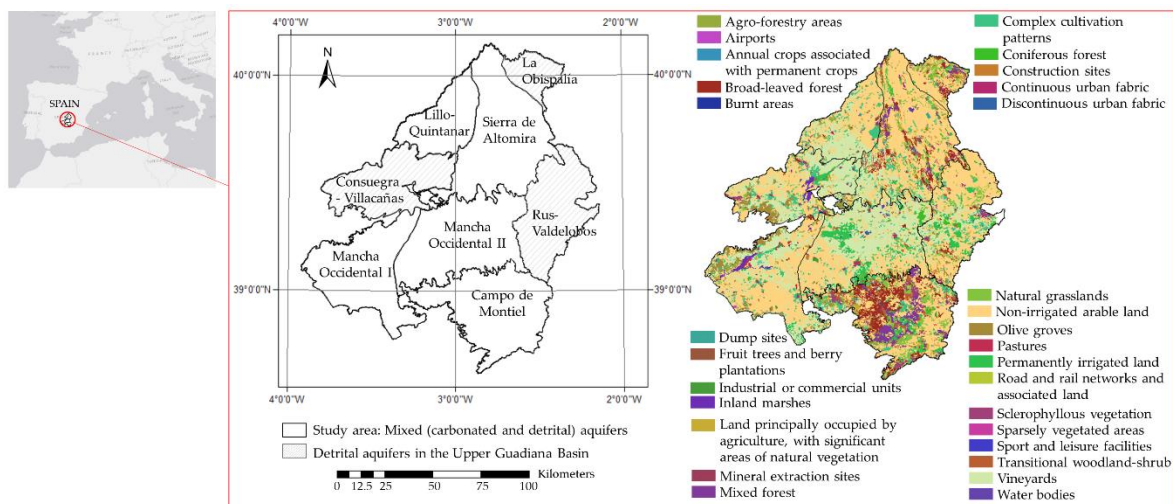 SPAIN
FRANCE
N
4°0'0"W
3°0'0"W
2°0'0"W
40°0'0"N
40°0'0"N
39°0'0"N
39°0'0"N
La
Obispalía
Lillo-
Quintanar
Sierra de
Altomira
Consuegra
- Villacañas
Rus-
Valdelobos
Mancha
Occidental II
Mancha
Occidental I
Campo de
Montiel
4°0'0"W
3°0'0"W
2°0'0"W
Study area: Mixed (carbonated and detrital) aquifers
Detrital aquifers in the Upper Guadiana Basin
Kilometers
0 12.5 25 50 75 100
Agro-forestry areas
Airports
Annual crops associated
with permanent crops
Broad-leaved forest
Burnt areas
Complex cultivation
patterns
Coniferous forest
Construction sites
Continuous urban fabric
Discontinuous urban fabric
Dump sites
Fruit trees and berry
plantations
Industrial or commercial units
Inland marshes
Land principally occupied by
agriculture, with significant
areas of natural vegetation
Mineral extraction sites
Mixed forest
Natural grasslands
Non-irrigated arable land
Olive groves
Pastures
Permanently irrigated land
Road and rail networks and
associated land
Sclerophyllous vegetation
Sparsely vegetated areas
Sport and leisure facilities
Transitional woodland-shrub
Vineyards
Water bodies